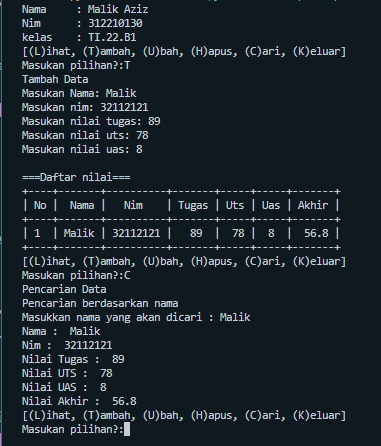 Nama     : Malik Aziz
Nim      : 312210130
kelas    : TI.22.B1
[(L)ihat, (T)ambah, (U)bah, (H)apus, (C)ari, (K)eluar]
Masukan pilihan?:T
Tambah Data
Masukan Nama: Malik
Masukan nim: 32112121
Masukan nilai tugas: 89
Masukan nilai uts: 78
Masukan nilai uas: 8

===Daftar nilai===
+----+-------+----------+-------+-----+-----+-------+
| No |  Nama |   Nim    | Tugas | Uts | Uas | Akhir |
+----+-------+----------+-------+-----+-----+-------+
| 1  | Malik | 32112121 |   89  |  78 |  8  |  56.8 |
+----+-------+----------+-------+-----+-----+-------+
[(L)ihat, (T)ambah, (U)bah, (H)apus, (C)ari, (K)eluar]
Masukan pilihan?:C
Pencarian Data
Pencarian berdasarkan nama
Masukkan nama yang akan dicari : Malik
Nama :  Malik
Nim :  32112121
Nilai Tugas :  89
Nilai UTS :  78
Nilai UAS :  8
Nilai Akhir :  56.8
[(L)ihat, (T)ambah, (U)bah, (H)apus, (C)ari, (K)eluar]
Masukan pilihan?: